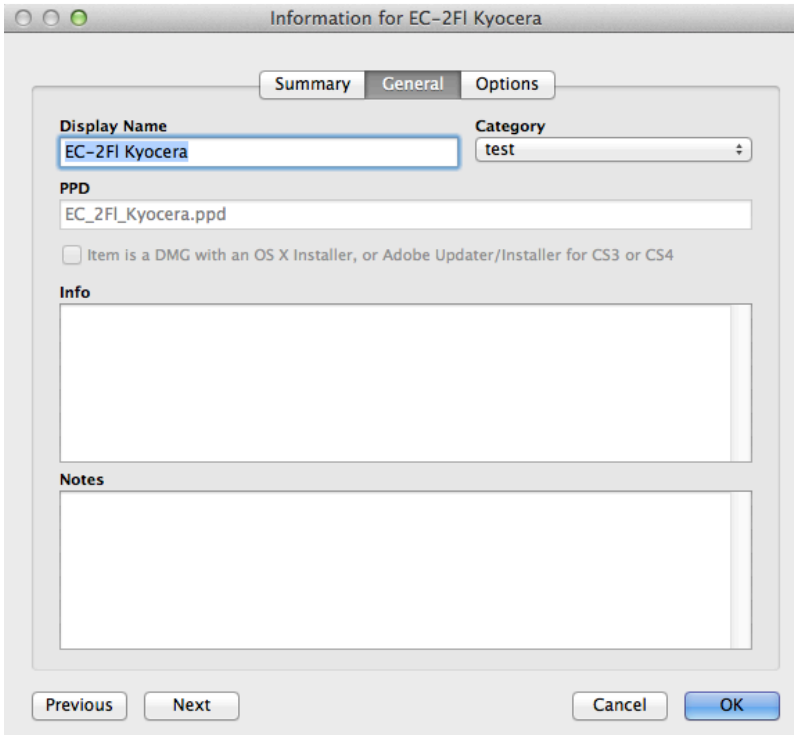 Information for EC-2Fl Kyocera
Summary General Options
Display Name Category
EC-2Fl Kyocera test
PPD
EC_2Fl_Kyocera.ppd
Item is a DMG with an OS X Installer, or Adobe Updater/Installer for CS3 or CS4
Info
Notes
Previous Next Cancel OK